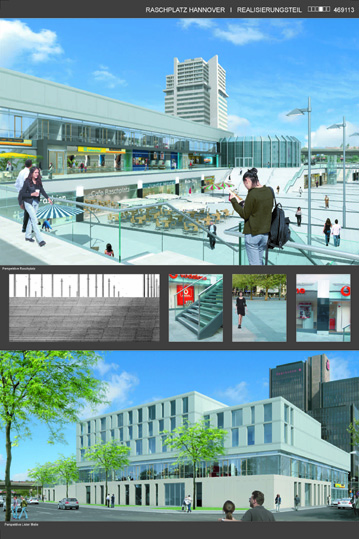 RASCHPLATZ HANNOVER I REALISIERUNGSTEIL 469113
Perspektive Raschplatz
Perspektive Lister Meile